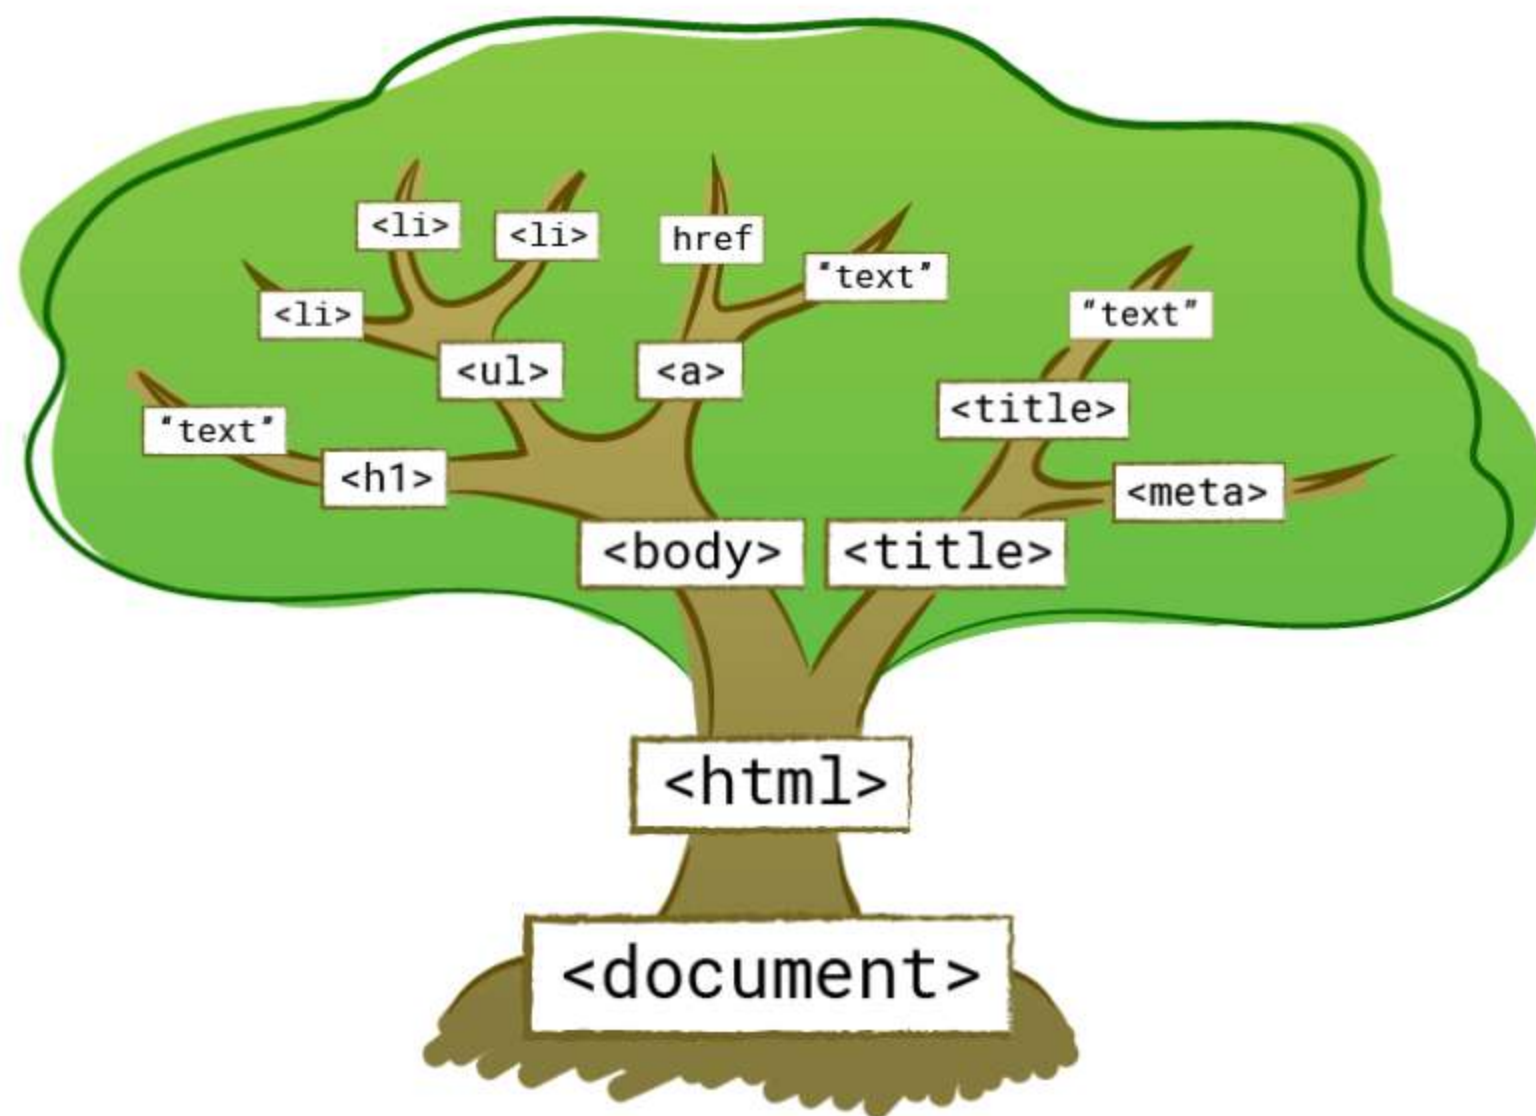 <li>
<li>
href
“text”
<li>
“text”
<ul>
<a>
<title>
“text”
<h1>
<meta>
<body>
<title>
<html>
<document>